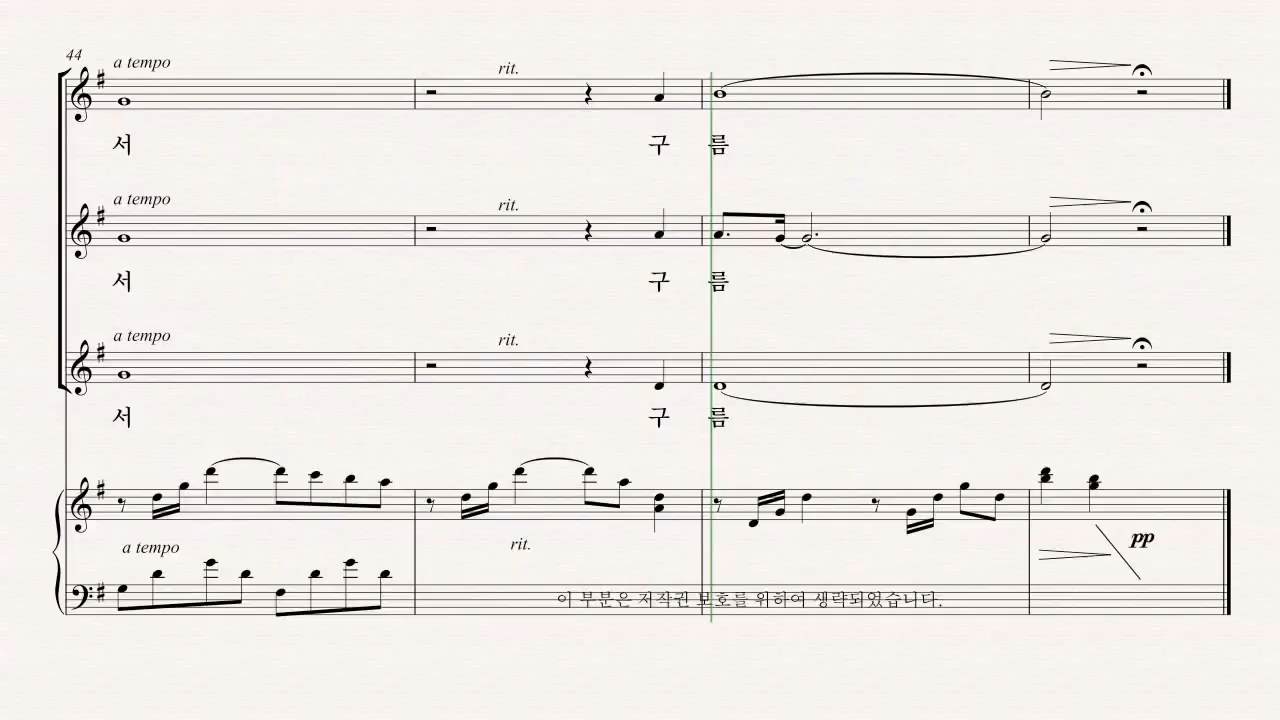 44
a tempo
rit.
서 구 름
a tempo
rit.
서 구 름
a tempo
rit.
서 구 름
a tempo
rit.
pp
이 부분은 저작권 보호를 위하여 생략되었습니다.